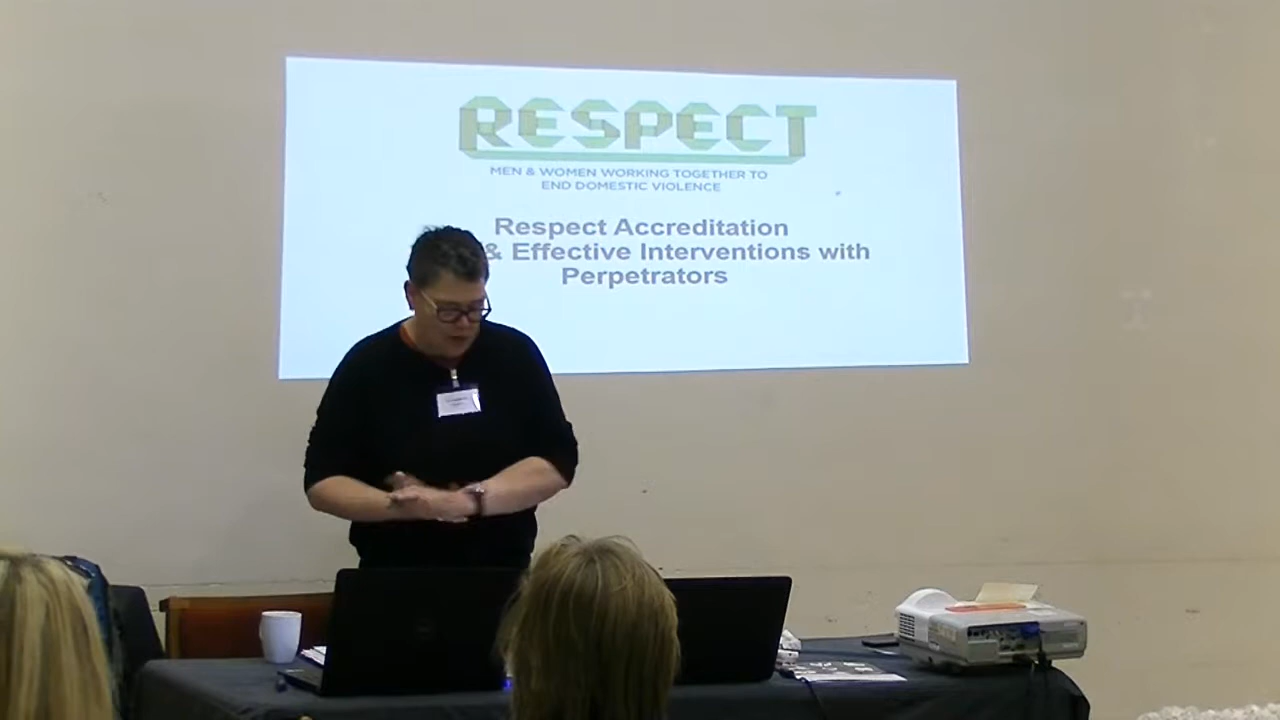 RESPECT
MEN & WOMEN WORKING TOGETHER TO
END DOMESTIC VIOLENCE
Respect Accreditation
& Effective Interventions with
Perpetrators